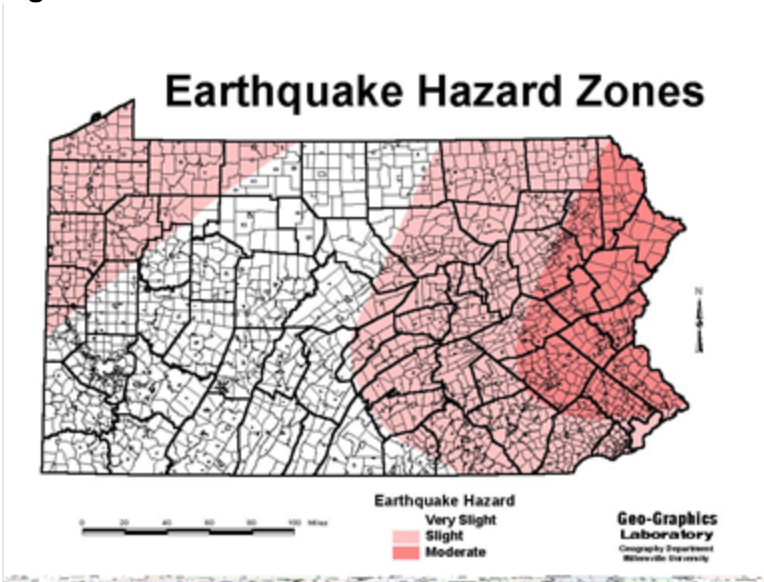 Earthquake Hazard Zones
N
0 20 40 60 80 100 Miles
Earthquake Hazard
Very Slight
Slight
Moderate
Geo-Graphics
Laboratory
Geography Department
Millersville University